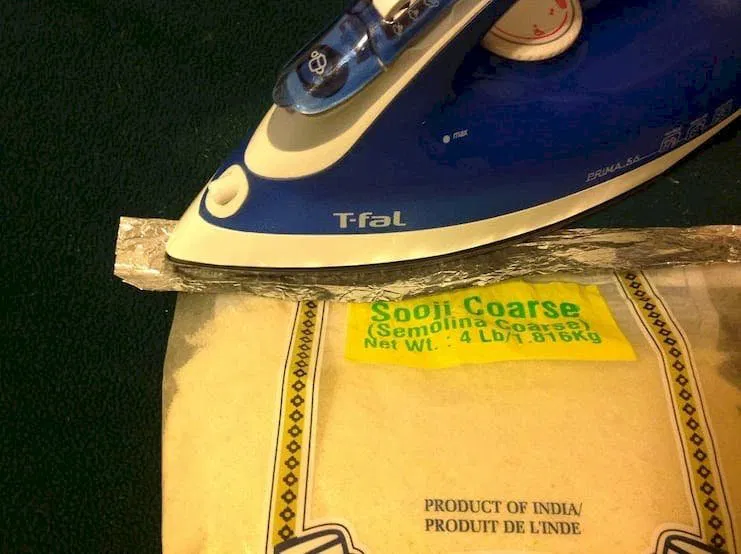 max
PRIMA 56
T-faL
Sooji Coarse
(Semolina Coarse)
Net Wt. : 4 Lb/1.816Kg
PRODUCT OF INDIA/
PRODUIT DE L'INDE